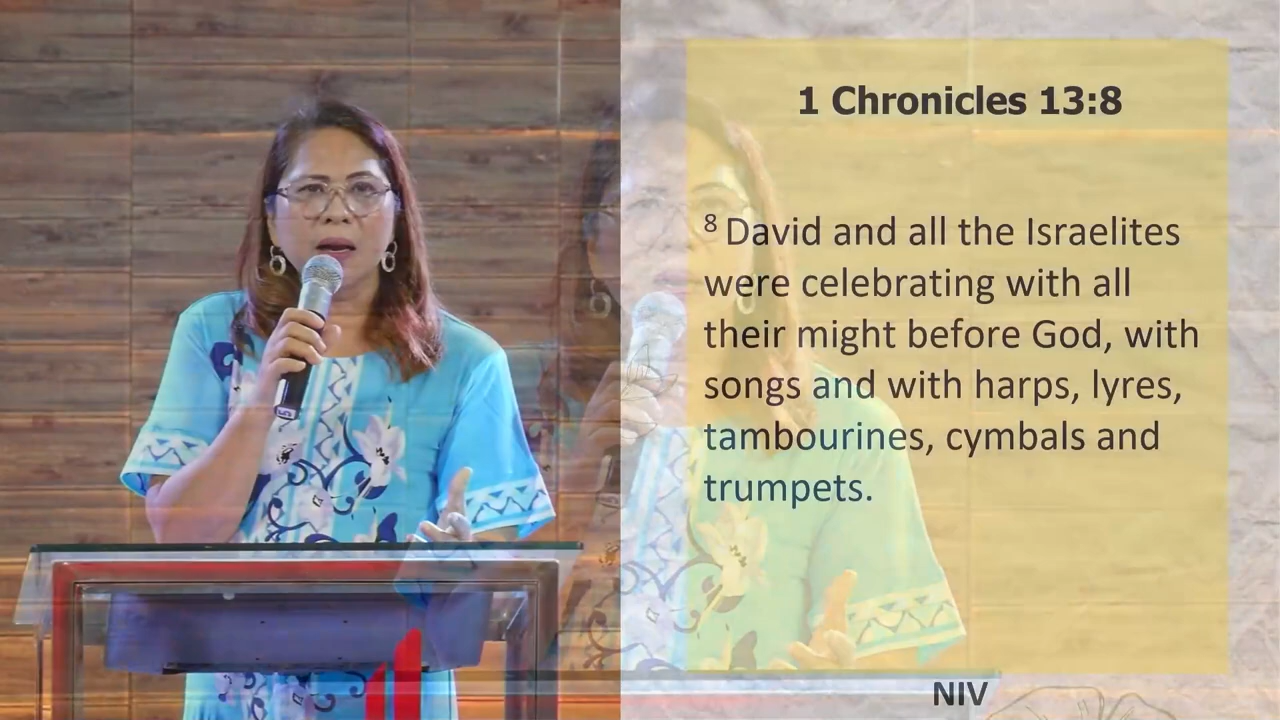 1 Chronicles 13:8
8 David and all the Israelites
were celebrating with all
their might before God, with
songs and with harps, lyres,
tambourines, cymbals and
trumpets.
NIV